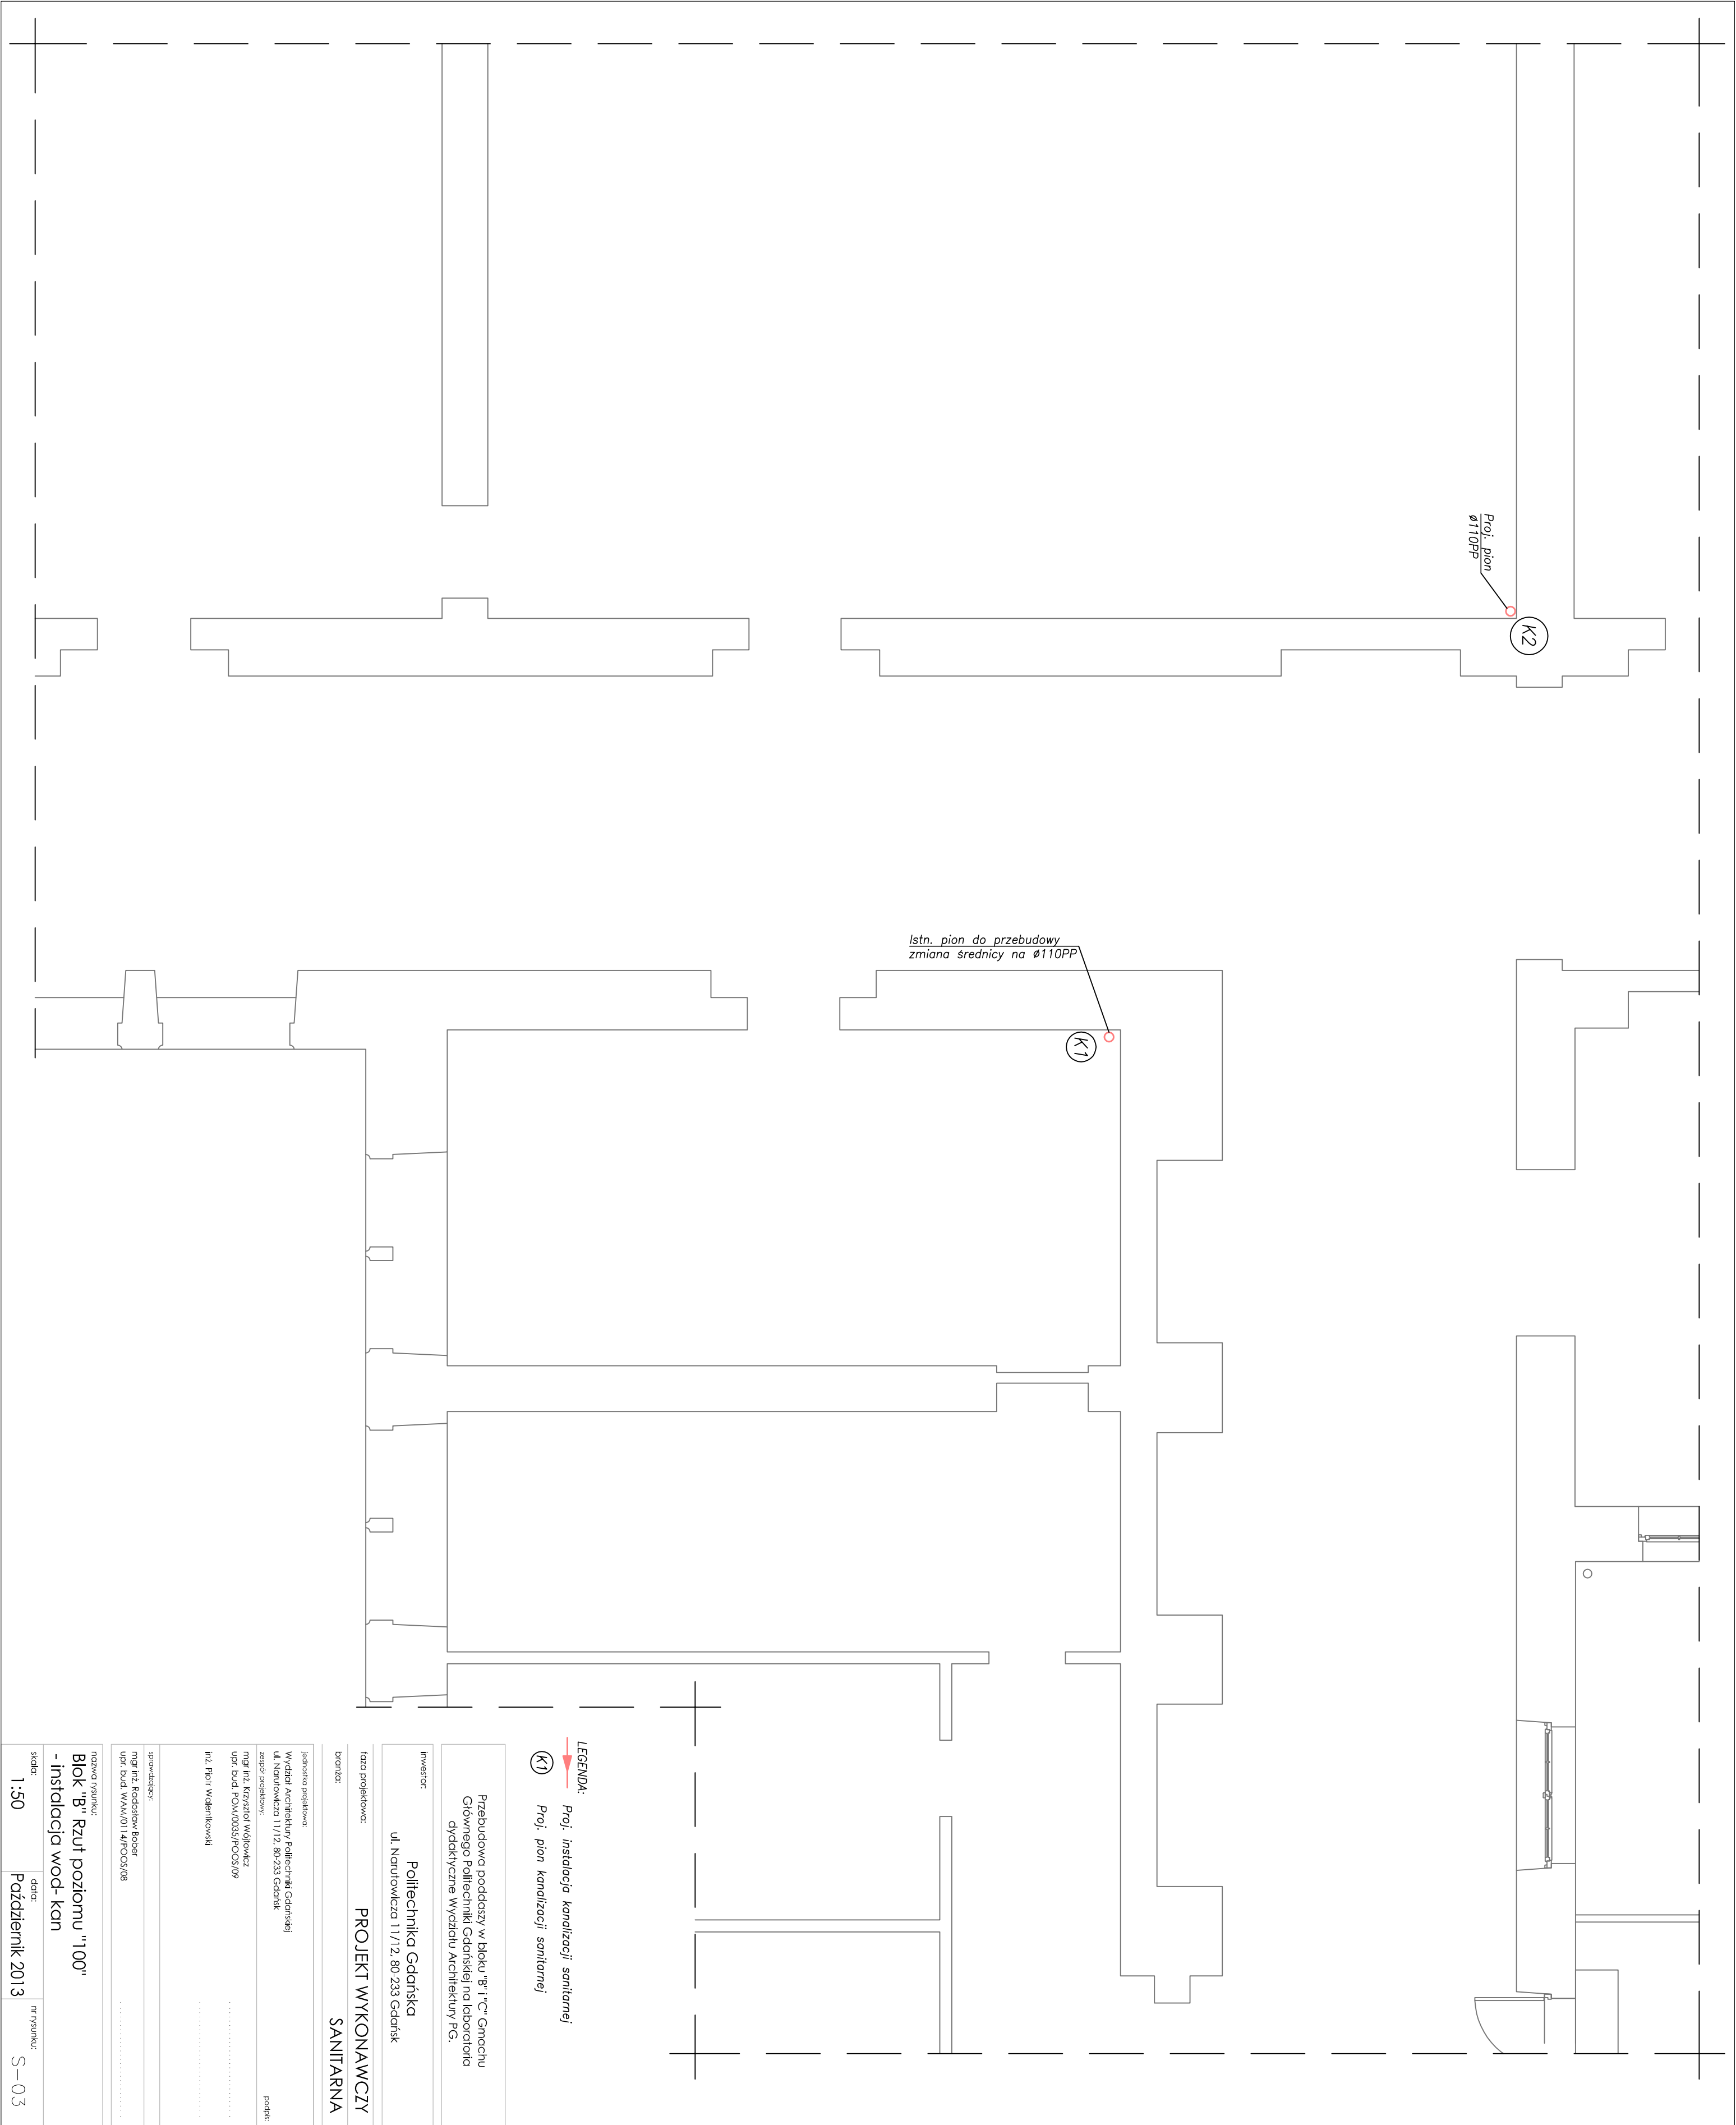 Proj. pion
ø110PP
K2
Istn. pion do przebudowy
zmiana średnicy na ø110PP
K1
LEGENDA:
Proj. instalacja kanalizacji sanitarnej
K1 Proj. pion kanalizacji sanitarnej
Przebudowa poddaszy w bloku "B" i "C" Gmachu
Głównego Politechniki Gdańskiej na laboratoria
dydaktyczne Wydziału Architektury PG.
inwestor:
Politechnika Gdańska
ul. Narutowicza 11/12, 80-233 Gdańsk
faza projektowa: PROJEKT WYKONAWCZY
branża: SANITARNA
jednostka projektowa:
Wydział Architektury Politechniki Gdańskiej
ul. Narutowicza 11/12, 80-233 Gdańsk
zespół projektowy: podpis:
mgr inż. Krzysztof Wójtowicz
upr. bud. POM/0035/POOS/09
inż. Piotr Walentkowski
sprawdzający:
mgr inż. Radosław Bober
upr. bud. WAM/0114/POOS/08
nazwa rysunku:
Blok "B" Rzut poziomu "100"
- instalacja wod- kan
skala: data: nr rysunku:
1:50 Październik 2013 S-03